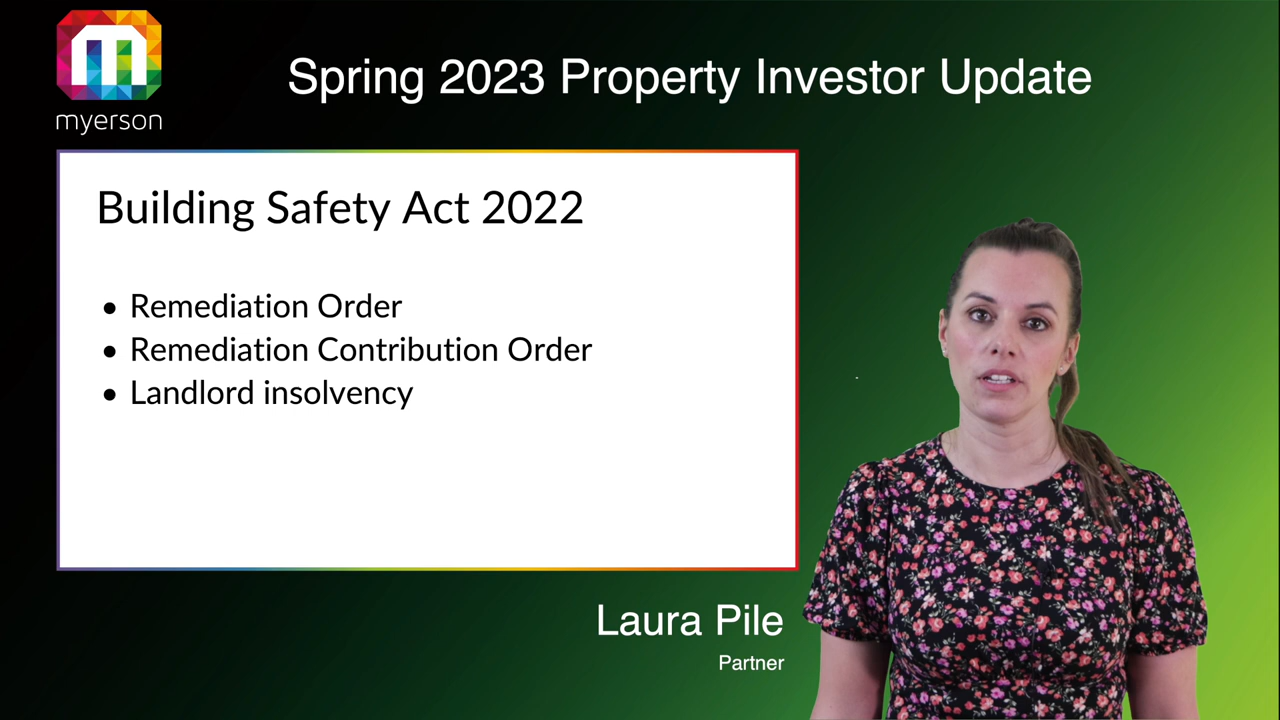 myerson
Spring 2023 Property Investor Update
Building Safety Act 2022
• Remediation Order
• Remediation Contribution Order
• Landlord insolvency
Laura Pile
Partner